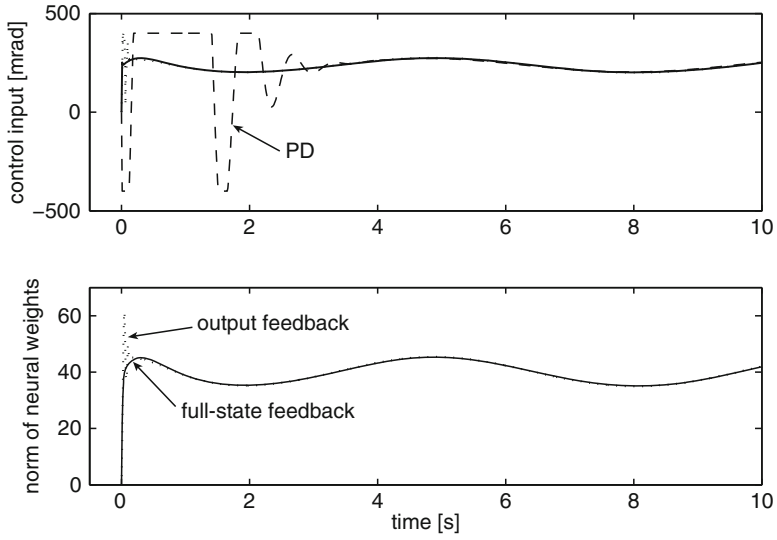 control input [mrad]
500
0
−500
PD
0 2 4 6 8 10
norm of neural weights
60
40
20
0
output feedback
full-state feedback
0 2 4 6 8 10
time [s]